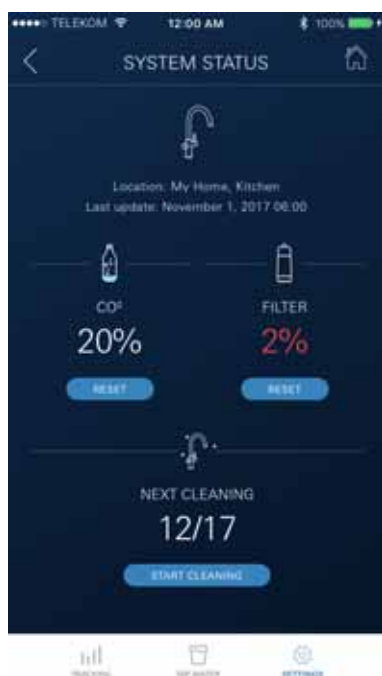 TELEKOM 12:00 AM 100%
SYSTEM STATUS
Location: My Home, Kitchen
Last update: November 1, 2017 06:00
CO² FILTER
20% 2%
RESET RESET
NEXT CLEANING
12/17
START CLEANING
TRACKING SETTINGS